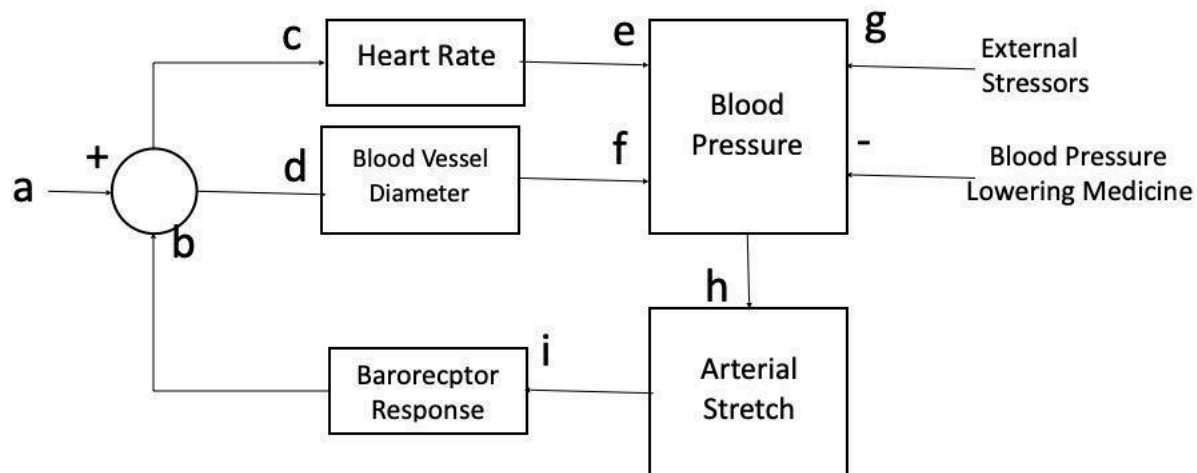 c
Heart Rate
e
g
External
Stressors
Blood
Pressure
+
a
d
Blood Vessel
Diameter
f
-
Blood Pressure
Lowering Medicine
b
h
i
Barorecptor
Response
Arterial
Stretch